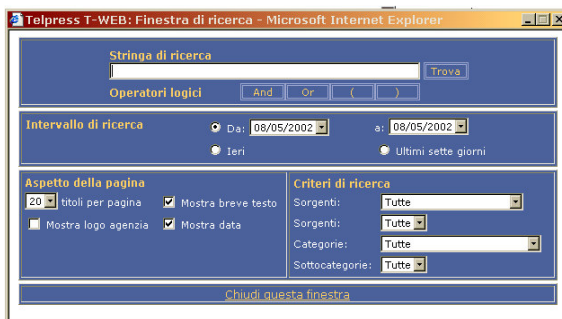 Telpress T-WEB: Finestra di ricerca - Microsoft Internet Explorer
Stringa di ricerca
Trova
Operatori logici And Or ( )
Intervallo di ricerca Da: 08/05/2002 a: 08/05/2002
Ieri Ultimi sette giorni
Aspetto della pagina Criteri di ricerca
20 titoli per pagina Mostra breve testo Sorgenti: Tutte
Mostra logo agenzia Mostra data Sorgenti: Tutte
Categorie: Tutte
Sottocategorie: Tutte
Chiudi questa finestra